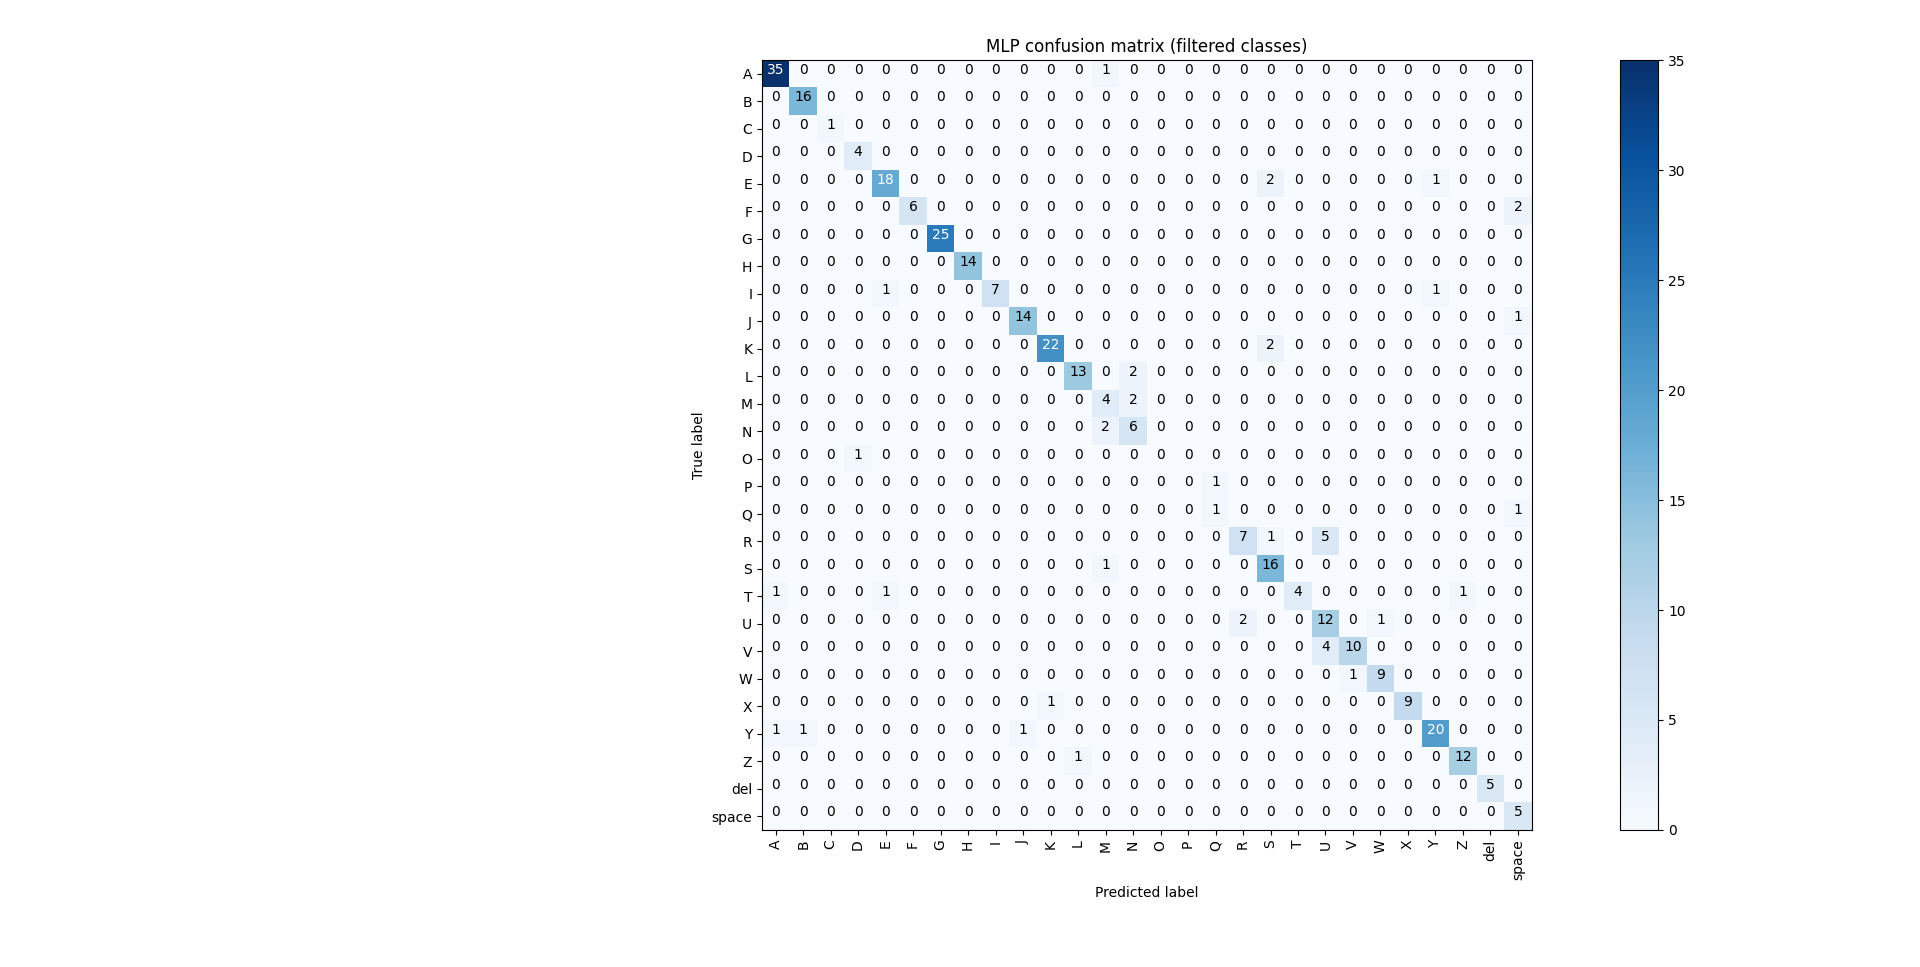 MLP confusion matrix (filtered classes)
A 35 0 0 0 0 0 0 0 0 0 0 0 1 0 0 0 0 0 0 0 0 0 0 0 0 0 0 0
B 0 16 0 0 0 0 0 0 0 0 0 0 0 0 0 0 0 0 0 0 0 0 0 0 0 0 0 0
C 0 0 1 0 0 0 0 0 0 0 0 0 0 0 0 0 0 0 0 0 0 0 0 0 0 0 0 0
D 0 0 0 4 0 0 0 0 0 0 0 0 0 0 0 0 0 0 0 0 0 0 0 0 0 0 0 0
E 0 0 0 0 18 0 0 0 0 0 0 0 0 0 0 0 0 0 2 0 0 0 0 0 1 0 0 0
F 0 0 0 0 0 6 0 0 0 0 0 0 0 0 0 0 0 0 0 0 0 0 0 0 0 0 0 2
G 0 0 0 0 0 0 25 0 0 0 0 0 0 0 0 0 0 0 0 0 0 0 0 0 0 0 0 0
H 0 0 0 0 0 0 0 14 0 0 0 0 0 0 0 0 0 0 0 0 0 0 0 0 0 0 0 0
I 0 0 0 0 1 0 0 0 7 0 0 0 0 0 0 0 0 0 0 0 0 0 0 0 1 0 0 0
J 0 0 0 0 0 0 0 0 0 14 0 0 0 0 0 0 0 0 0 0 0 0 0 0 0 0 0 1
K 0 0 0 0 0 0 0 0 0 0 22 0 0 0 0 0 0 0 2 0 0 0 0 0 0 0 0 0
L 0 0 0 0 0 0 0 0 0 0 0 13 0 2 0 0 0 0 0 0 0 0 0 0 0 0 0 0
M 0 0 0 0 0 0 0 0 0 0 0 0 4 2 0 0 0 0 0 0 0 0 0 0 0 0 0 0
N 0 0 0 0 0 0 0 0 0 0 0 0 2 6 0 0 0 0 0 0 0 0 0 0 0 0 0 0
O 0 0 0 1 0 0 0 0 0 0 0 0 0 0 0 0 0 0 0 0 0 0 0 0 0 0 0 0
P 0 0 0 0 0 0 0 0 0 0 0 0 0 0 0 0 1 0 0 0 0 0 0 0 0 0 0 0
Q 0 0 0 0 0 0 0 0 0 0 0 0 0 0 0 0 1 0 0 0 0 0 0 0 0 0 0 1
R 0 0 0 0 0 0 0 0 0 0 0 0 0 0 0 0 0 7 1 0 5 0 0 0 0 0 0 0
S 0 0 0 0 0 0 0 0 0 0 0 0 1 0 0 0 0 0 16 0 0 0 0 0 0 0 0 0
T 1 0 0 0 1 0 0 0 0 0 0 0 0 0 0 0 0 0 0 4 0 0 0 0 0 1 0 0
U 0 0 0 0 0 0 0 0 0 0 0 0 0 0 0 0 0 2 0 0 12 0 1 0 0 0 0 0
V 0 0 0 0 0 0 0 0 0 0 0 0 0 0 0 0 0 0 0 0 4 10 0 0 0 0 0 0
W 0 0 0 0 0 0 0 0 0 0 0 0 0 0 0 0 0 0 0 0 0 1 9 0 0 0 0 0
X 0 0 0 0 0 0 0 0 0 0 1 0 0 0 0 0 0 0 0 0 0 0 0 9 0 0 0 0
Y 1 1 0 0 0 0 0 0 0 1 0 0 0 0 0 0 0 0 0 0 0 0 0 0 20 0 0 0
Z 0 0 0 0 0 0 0 0 0 0 0 1 0 0 0 0 0 0 0 0 0 0 0 0 0 12 0 0
del 0 0 0 0 0 0 0 0 0 0 0 0 0 0 0 0 0 0 0 0 0 0 0 0 0 0 5 0
space 0 0 0 0 0 0 0 0 0 0 0 0 0 0 0 0 0 0 0 0 0 0 0 0 0 0 0 5
A B C D E F G H I J K L M N O P Q R S T U V W X Y Z del space
True label
Predicted label
35
30
25
20
15
10
5
0